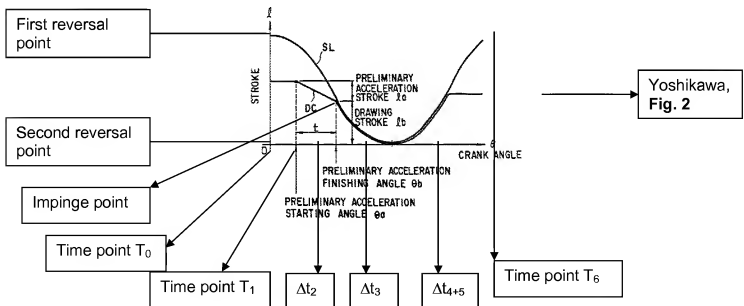 First reversal
point
ℓ
SL
STROKE
PRELIMINARY
ACCELERATION
STROKE ℓa
DC
DRAWING
STROKE ℓb
t
Yoshikawa,
Fig. 2
Second reversal
point
0
θ
CRANK ANGLE
PRELIMINARY ACCELERATION
FINISHING ANGLE θb
PRELIMINARY ACCELERATION
STARTING ANGLE θa
Impinge point
Time point T₀
Time point T₁
Δt₂
Δt₃
Δt₄₊₅
Time point T₆